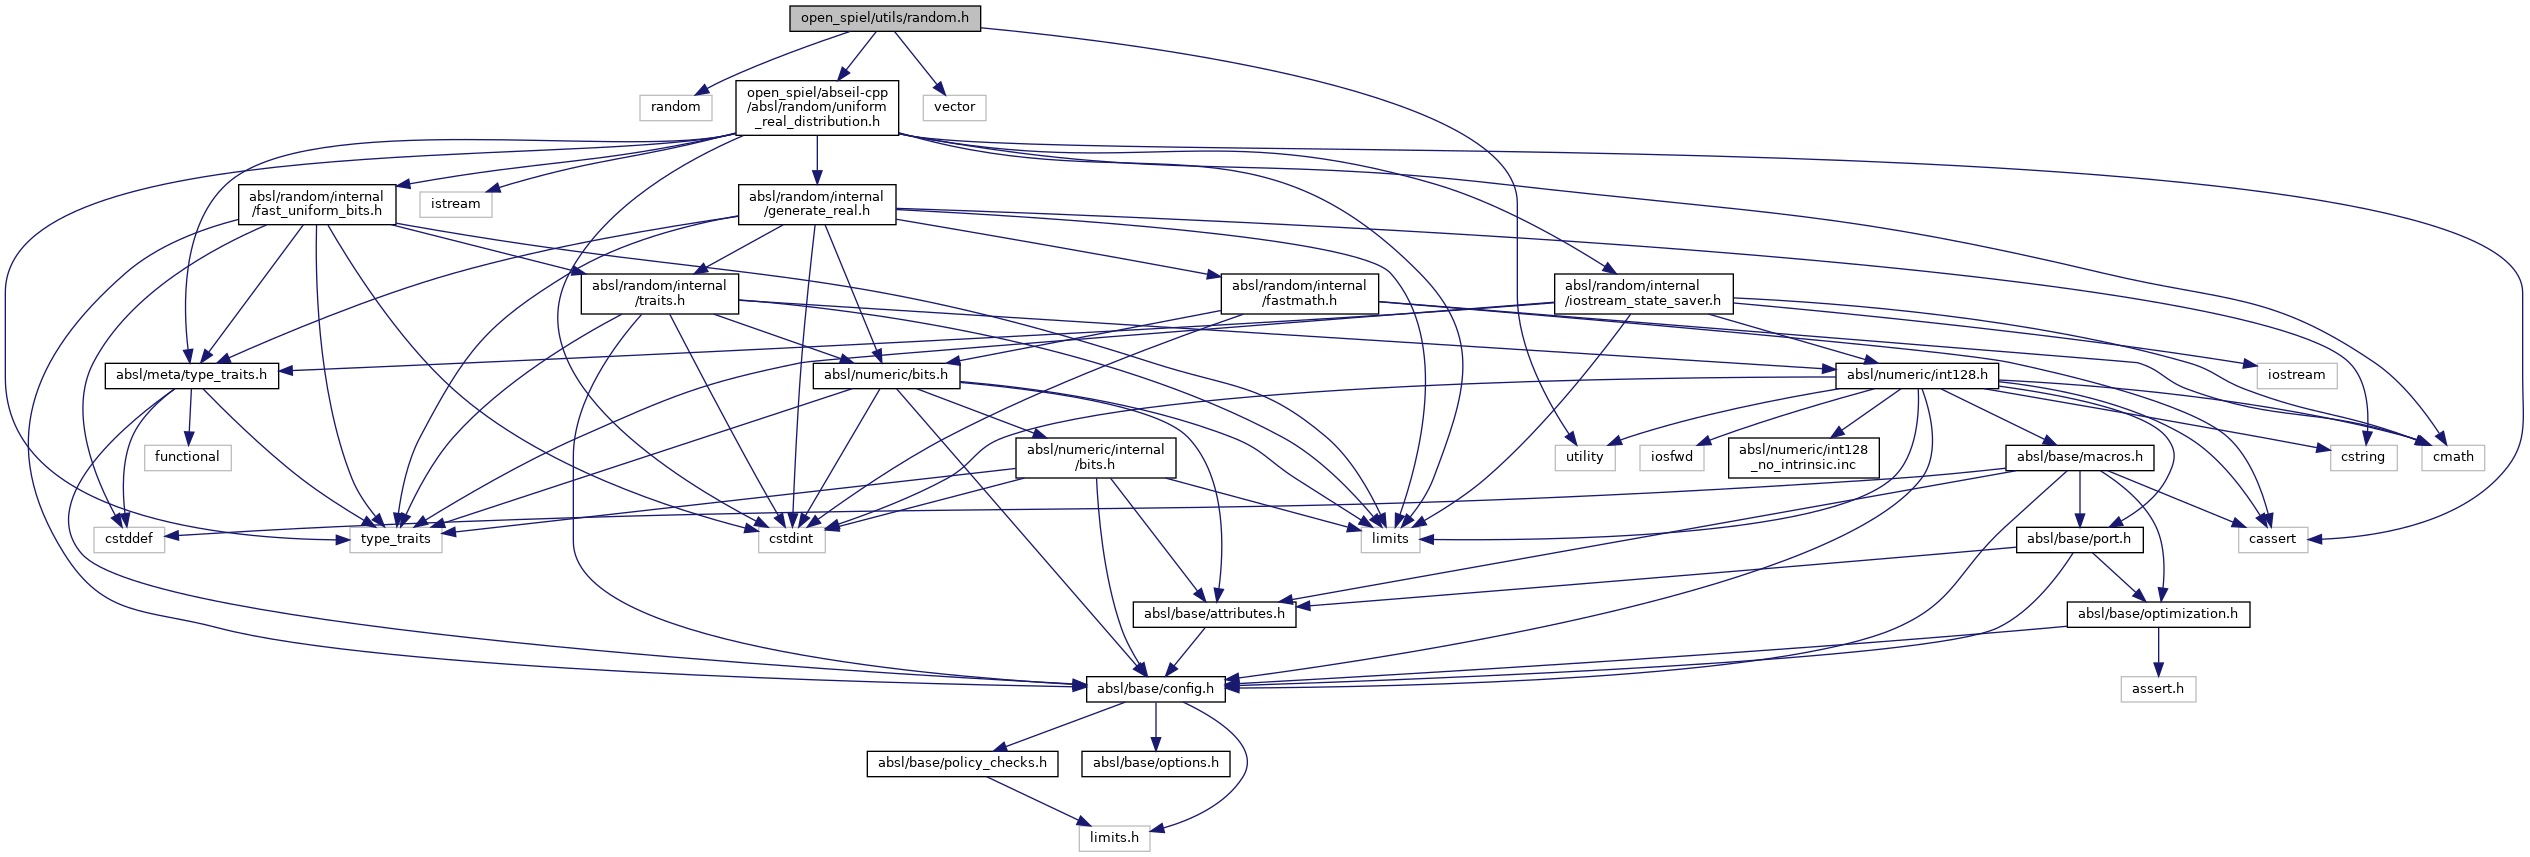 open_spiel/utils/random.h
random
open_spiel/abseil-cpp
/absl/random/uniform
_real_distribution.h
vector
absl/random/internal
/fast_uniform_bits.h
istream
absl/random/internal
/generate_real.h
absl/random/internal
/traits.h
absl/random/internal
/fastmath.h
absl/random/internal
/iostream_state_saver.h
absl/meta/type_traits.h
absl/numeric/bits.h
absl/numeric/int128.h
iostream
functional
absl/numeric/internal
/bits.h
utility
iosfwd
absl/numeric/int128
_no_intrinsic.inc
absl/base/macros.h
cstring
cmath
cstddef
type_traits
cstdint
limits
absl/base/port.h
cassert
absl/base/attributes.h
absl/base/optimization.h
absl/base/config.h
assert.h
absl/base/policy_checks.h
absl/base/options.h
limits.h